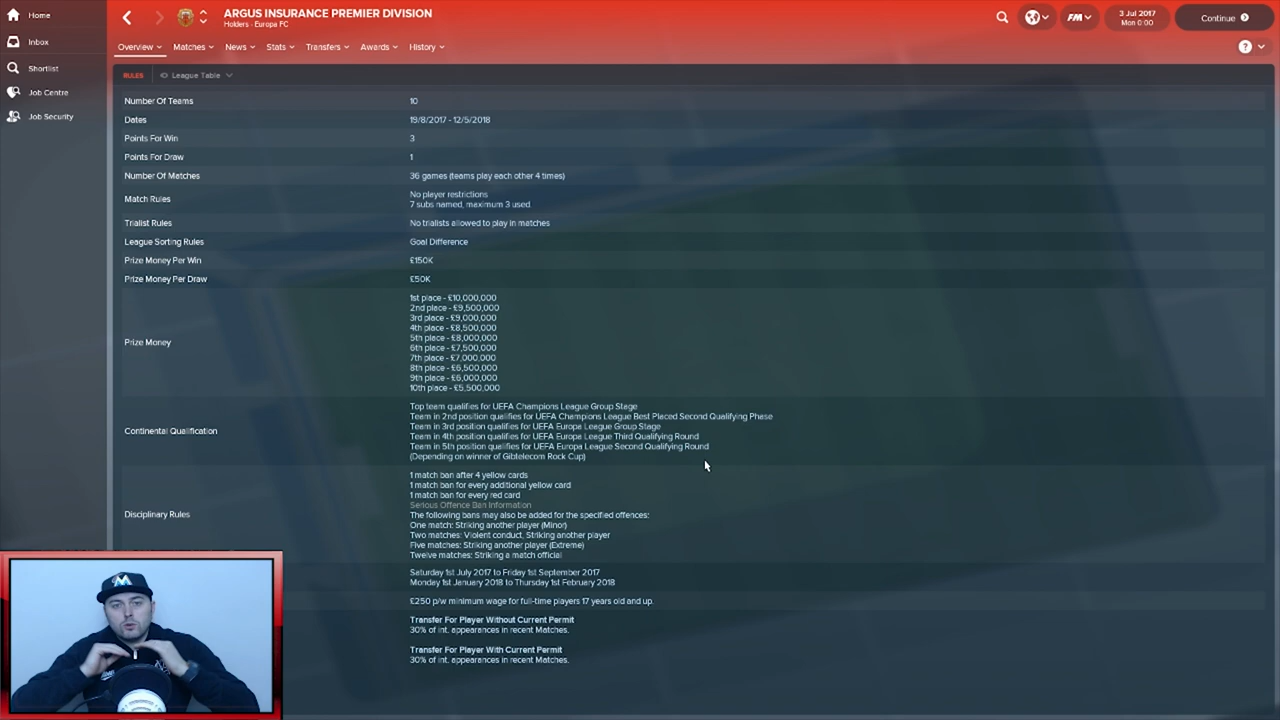 Home
Inbox
Shortlist
Job Centre
Job Security
ARGUS INSURANCE PREMIER DIVISION
Holders - Europa FC
FM
3 Jul 2017
Mon 0:00
Continue
Overview
Matches
News
Stats
Transfers
Awards
History
?
RULES
League Table
Number Of Teams
10
Dates
19/8/2017 - 12/5/2018
Points For Win
3
Points For Draw
1
Number Of Matches
36 games (teams play each other 4 times)
Match Rules
No player restrictions
7 subs named, maximum 3 used
Trialist Rules
No trialists allowed to play in matches
League Sorting Rules
Goal Difference
Prize Money Per Win
£150K
Prize Money Per Draw
£50K
Prize Money
1st place - £10,000,000
2nd place - £9,500,000
3rd place - £9,000,000
4th place - £8,500,000
5th place - £8,000,000
6th place - £7,500,000
7th place - £7,000,000
8th place - £6,500,000
9th place - £6,000,000
10th place - £5,500,000
Continental Qualification
Top team qualifies for UEFA Champions League Group Stage
Team in 2nd position qualifies for UEFA Champions League Best Placed Second Qualifying Phase
Team in 3rd position qualifies for UEFA Europa League Group Stage
Team in 4th position qualifies for UEFA Europa League Third Qualifying Round
Team in 5th position qualifies for UEFA Europa League Second Qualifying Round
(Depending on winner of Gibtelecom Rock Cup)
Disciplinary Rules
1 match ban after 4 yellow cards
1 match ban for every additional yellow card
1 match ban for every red card
Serious Offence Ban Information
The following bans may also be added for the specified offences:
One match: Striking another player (Minor)
Two matches: Violent conduct, Striking another player
Five matches: Striking another player (Extreme)
Twelve matches: Striking a match official
Saturday 1st July 2017 to Friday 1st September 2017
Monday 1st January 2018 to Thursday 1st February 2018
£250 p/w minimum wage for full-time players 17 years old and up.
Transfer For Player Without Current Permit
30% of int. appearances in recent Matches.
Transfer For Player With Current Permit
30% of int. appearances in recent Matches.